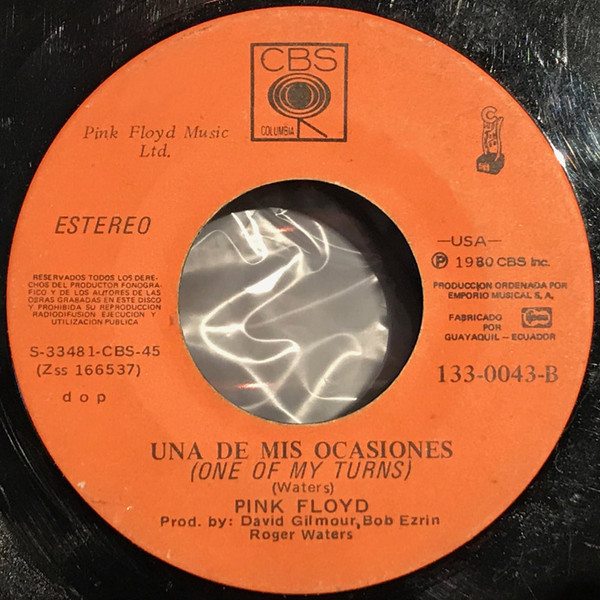 CBS
COLUMBIA
Pink Floyd Music
Ltd.
ESTEREO
RESERVADOS TODOS LOS DERE-
CHOS DEL PRODUCTOR FONOGRA-
FICO Y DE LOS AUTORES DE LAS
OBRAS GRABADAS EN ESTE DISCO
Y PROHIBIDA SU REPRODUCCION
RADIODIFUSION EJECUCION Y
UTILIZACION PUBLICA
S-33481-CBS-45
(Zss 166537)
d o p
—USA—
Ⓟ 1980 CBS Inc.
PRODUCCION ORDENADA POR
EMPORIO MUSICAL S, A,
FABRICADO
POR
GUAYAQUIL – ECUADOR
133-0043-B
UNA DE MIS OCASIONES
(ONE OF MY TURNS)
(Waters)
PINK FLOYD
Prod. by: David Gilmour, Bob Ezrin
Roger Waters